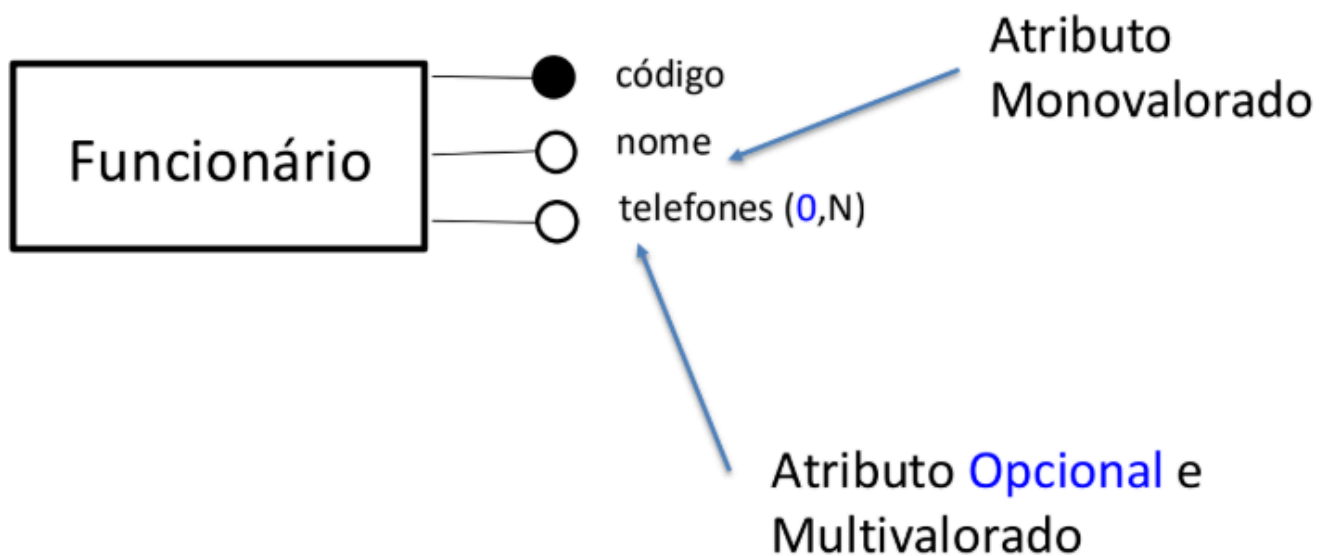 Funcionário
código
nome
telefones (0,N)
Atributo
Monovalorado
Atributo Opcional e
Multivalorado